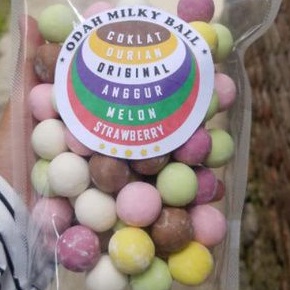 ODAH MILKY BALL
COKLAT
DURIAN
ORIGINAL
ANGGUR
MELON
STRAWBERRY